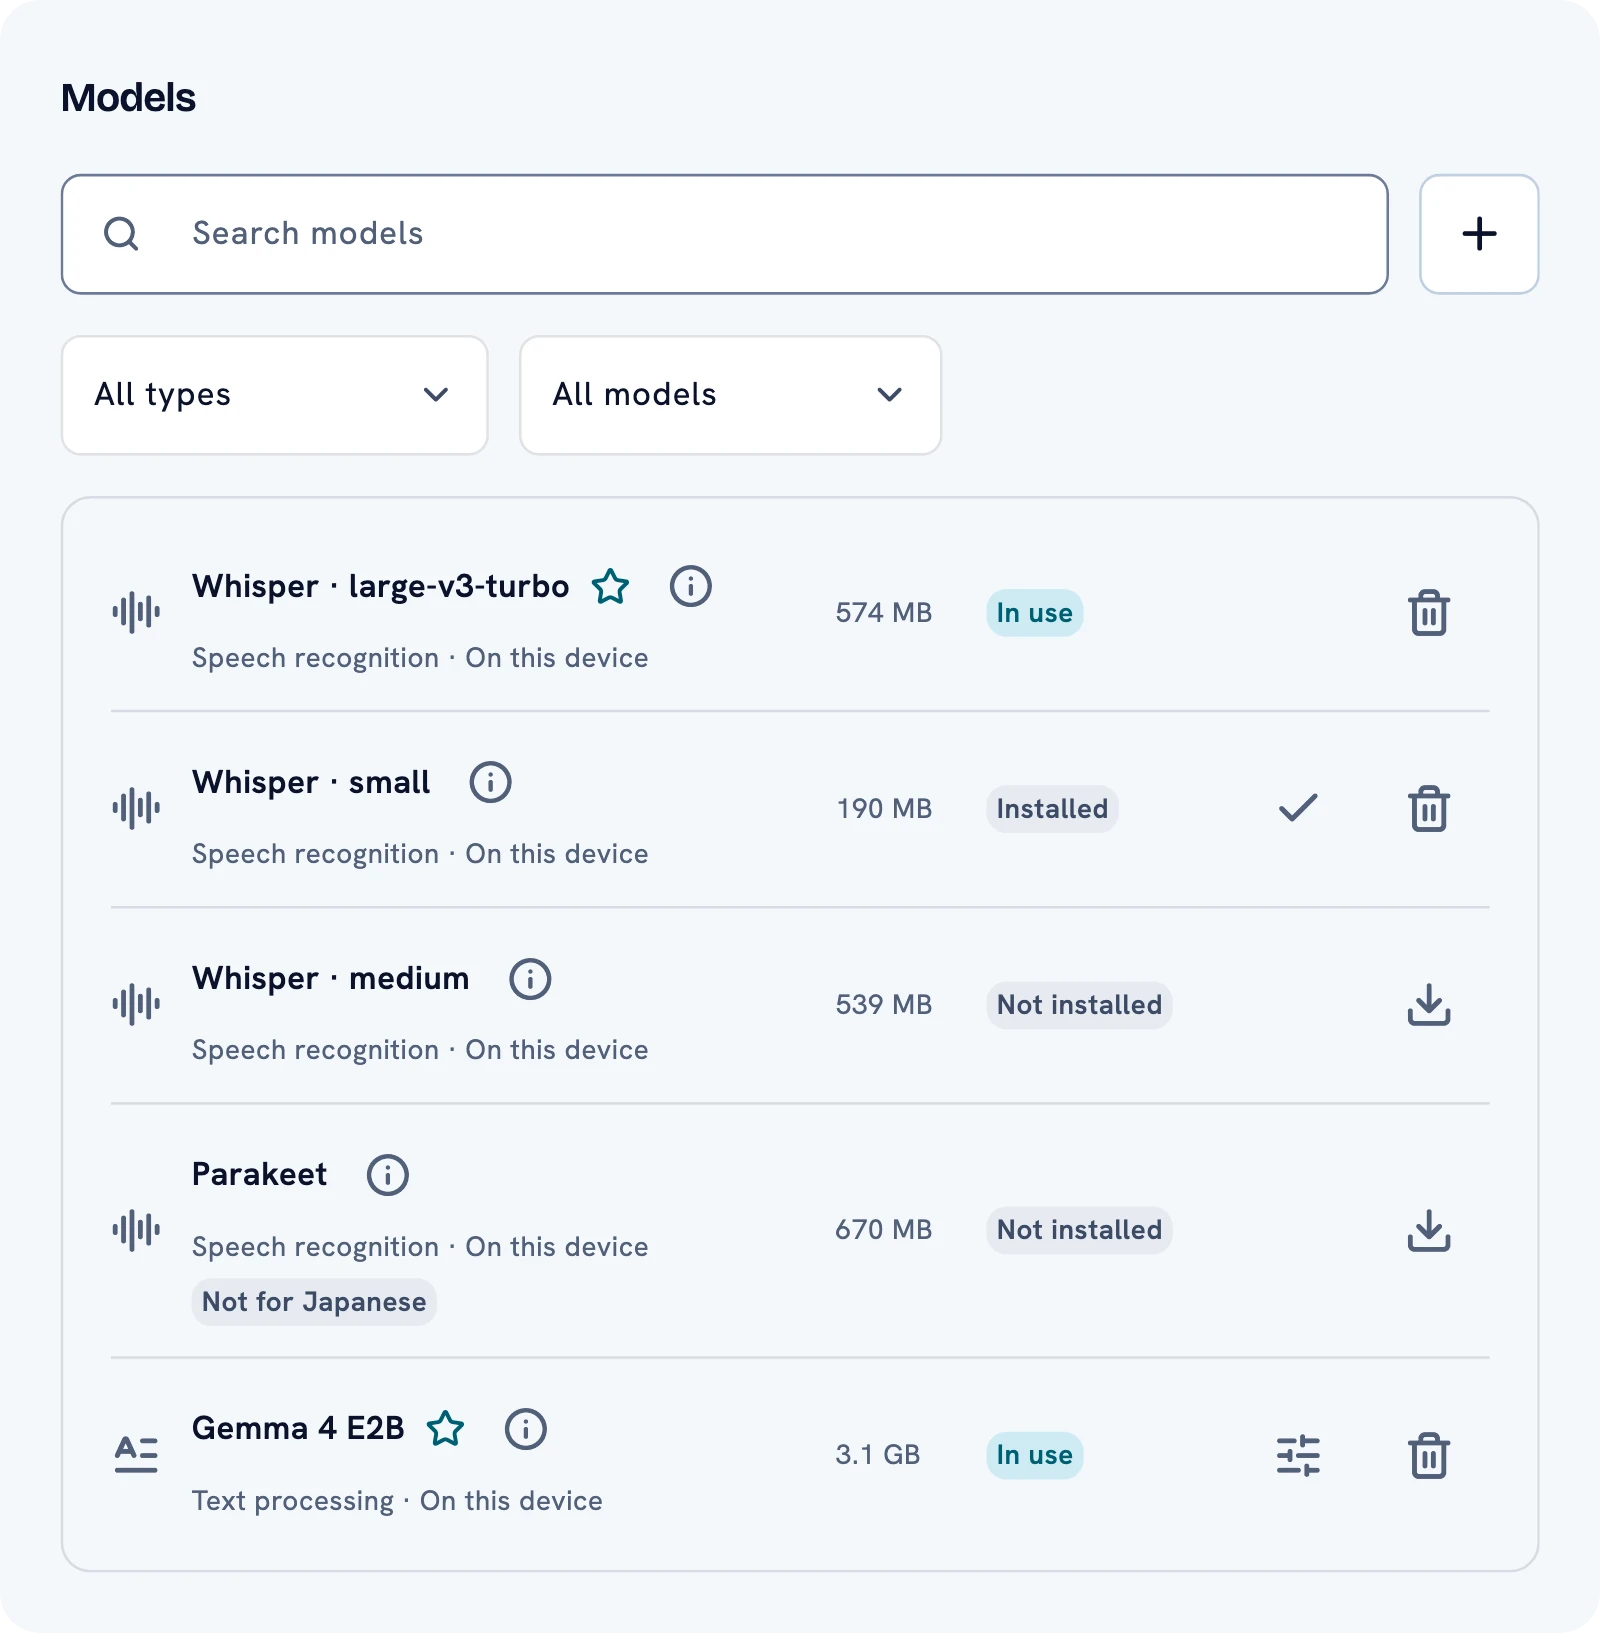 Models
Search models
All types
All models
Whisper · large-v3-turbo
574 MB
In use
Speech recognition · On this device
Whisper · small
190 MB
Installed
Speech recognition · On this device
Whisper · medium
539 MB
Not installed
Speech recognition · On this device
Parakeet
Speech recognition · On this device
670 MB
Not installed
Not for Japanese
Gemma 4 E2B
3.1 GB
In use
Text processing · On this device